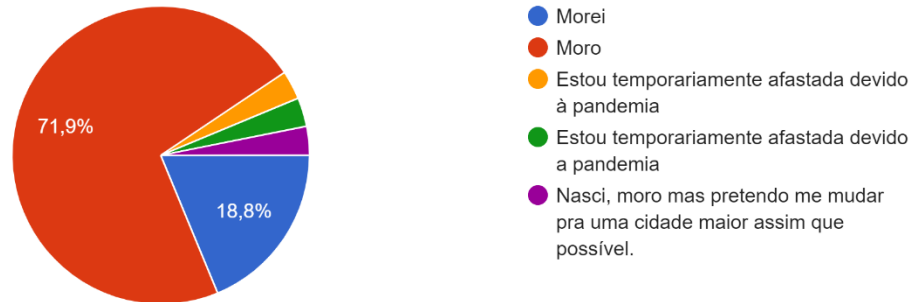 71,9%
18,8%
Morei
Moro
Estou temporariamente afastada devido
à pandemia
Estou temporariamente afastada devido
a pandemia
Nasci, moro mas pretendo me mudar
pra uma cidade maior assim que
possível.